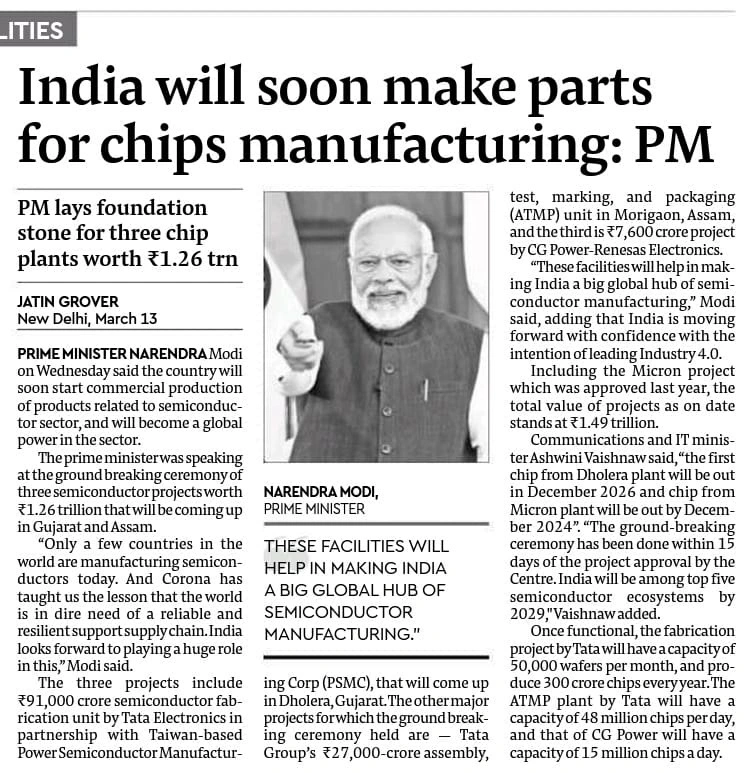 LITIES
India will soon make parts
for chips manufacturing: PM
PM lays foundation
stone for three chip
plants worth ₹1.26 trn
JATIN GROVER
New Delhi, March 13
PRIME MINISTER NARENDRA Modi
on Wednesday said the country will
soon start commercial production
of products related to semiconduc-
tor sector, and will become a global
power in the sector.
The prime minister was speaking
at the ground breaking ceremony of
three semiconductor projects worth
₹1.26 trillion that will be coming up
in Gujarat and Assam.
“Only a few countries in the
world are manufacturing semicon-
ductors today. And Corona has
taught us the lesson that the world
is in dire need of a reliable and
resilient support supply chain. India
looks forward to playing a huge role
in this,” Modi said.
The three projects include
₹91,000 crore semiconductor fab-
rication unit by Tata Electronics in
partnership with Taiwan-based
Power Semiconductor Manufactur-
NARENDRA MODI,
PRIME MINISTER
THESE FACILITIES WILL
HELP IN MAKING INDIA
A BIG GLOBAL HUB OF
SEMICONDUCTOR
MANUFACTURING.”
ing Corp (PSMC), that will come up
in Dholera, Gujarat. The other major
projects for which the ground break-
ing ceremony held are — Tata
Group’s ₹27,000-crore assembly,
test, marking, and packaging
(ATMP) unit in Morigaon, Assam,
and the third is ₹7,600 crore project
by CG Power-Renesas Electronics.
“These facilities will help in mak-
ing India a big global hub of semi-
conductor manufacturing,” Modi
said, adding that India is moving
forward with confidence with the
intention of leading Industry 4.0.
Including the Micron project
which was approved last year, the
total value of projects as on date
stands at ₹1.49 trillion.
Communications and IT minis-
ter Ashwini Vaishnaw said, “the first
chip from Dholera plant will be out
in December 2026 and chip from
Micron plant will be out by Decem-
ber 2024”. “The ground-breaking
ceremony has been done within 15
days of the project approval by the
Centre. India will be among top five
semiconductor ecosystems by
2029," Vaishnaw added.
Once functional, the fabrication
project by Tata will have a capacity of
50,000 wafers per month, and pro-
duce 300 crore chips every year. The
ATMP plant by Tata will have a
capacity of 48 million chips per day,
and that of CG Power will have a
capacity of 15 million chips a day.